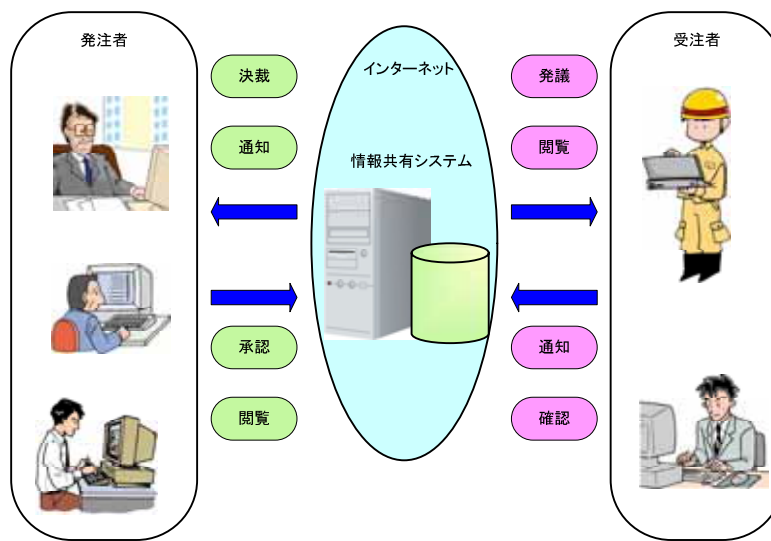 発注者
決裁
通知
承認
閲覧
インターネット
情報共有システム
発議
閲覧
通知
確認
受注者